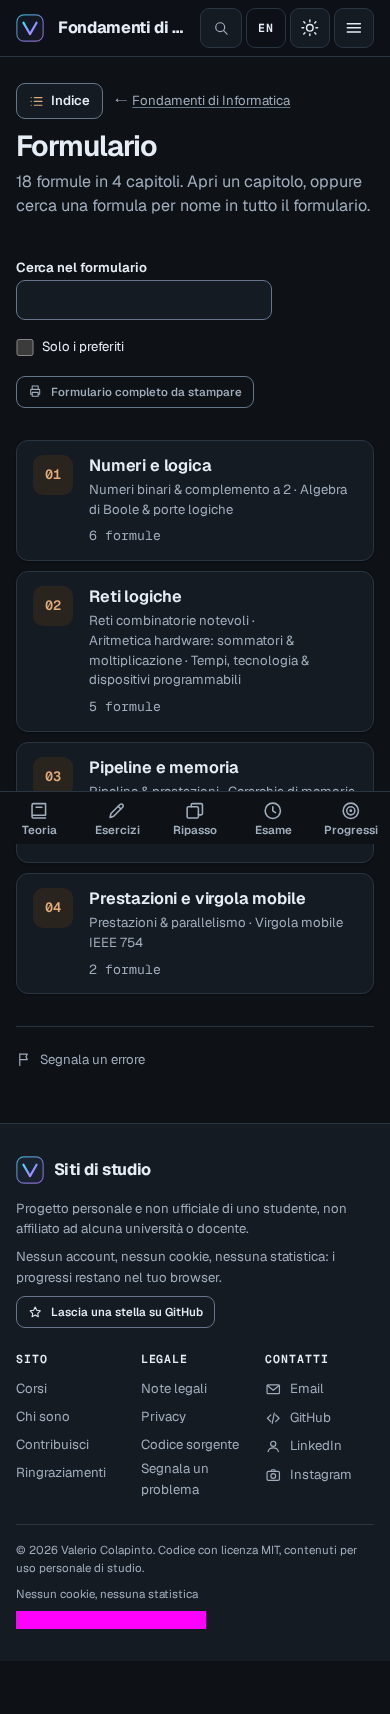 Fondamenti di ...
EN
Indice
← Fondamenti di Informatica
Formulario
18 formule in 4 capitoli. Apri un capitolo, oppure
cerca una formula per nome in tutto il formulario.
Cerca nel formulario
Solo i preferiti
Formulario completo da stampare
01
Numeri e logica
Numeri binari & complemento a 2 · Algebra
di Boole & porte logiche
6 formule
02
Reti logiche
Reti combinatorie notevoli ·
Aritmetica hardware: sommatori &
moltiplicazione · Tempi, tecnologia &
dispositivi programmabili
5 formule
03
Pipeline e memoria
Pipeline & prestazioni · Gerarchia di memoria
Teoria
Esercizi
Ripasso
Esame
Progressi
04
Prestazioni e virgola mobile
Prestazioni & parallelismo · Virgola mobile
IEEE 754
2 formule
Segnala un errore
Siti di studio
Progetto personale e non ufficiale di uno studente, non
affiliato ad alcuna università o docente.
Nessun account, nessun cookie, nessuna statistica: i
progressi restano nel tuo browser.
Lascia una stella su GitHub
SITO
Corsi
Chi sono
Contribuisci
Ringraziamenti
LEGALE
Note legali
Privacy
Codice sorgente
Segnala un
problema
CONTATTI
Email
GitHub
LinkedIn
Instagram
© 2026 Valerio Colapinto. Codice con licenza MIT, contenuti per
uso personale di studio.
Nessun cookie, nessuna statistica